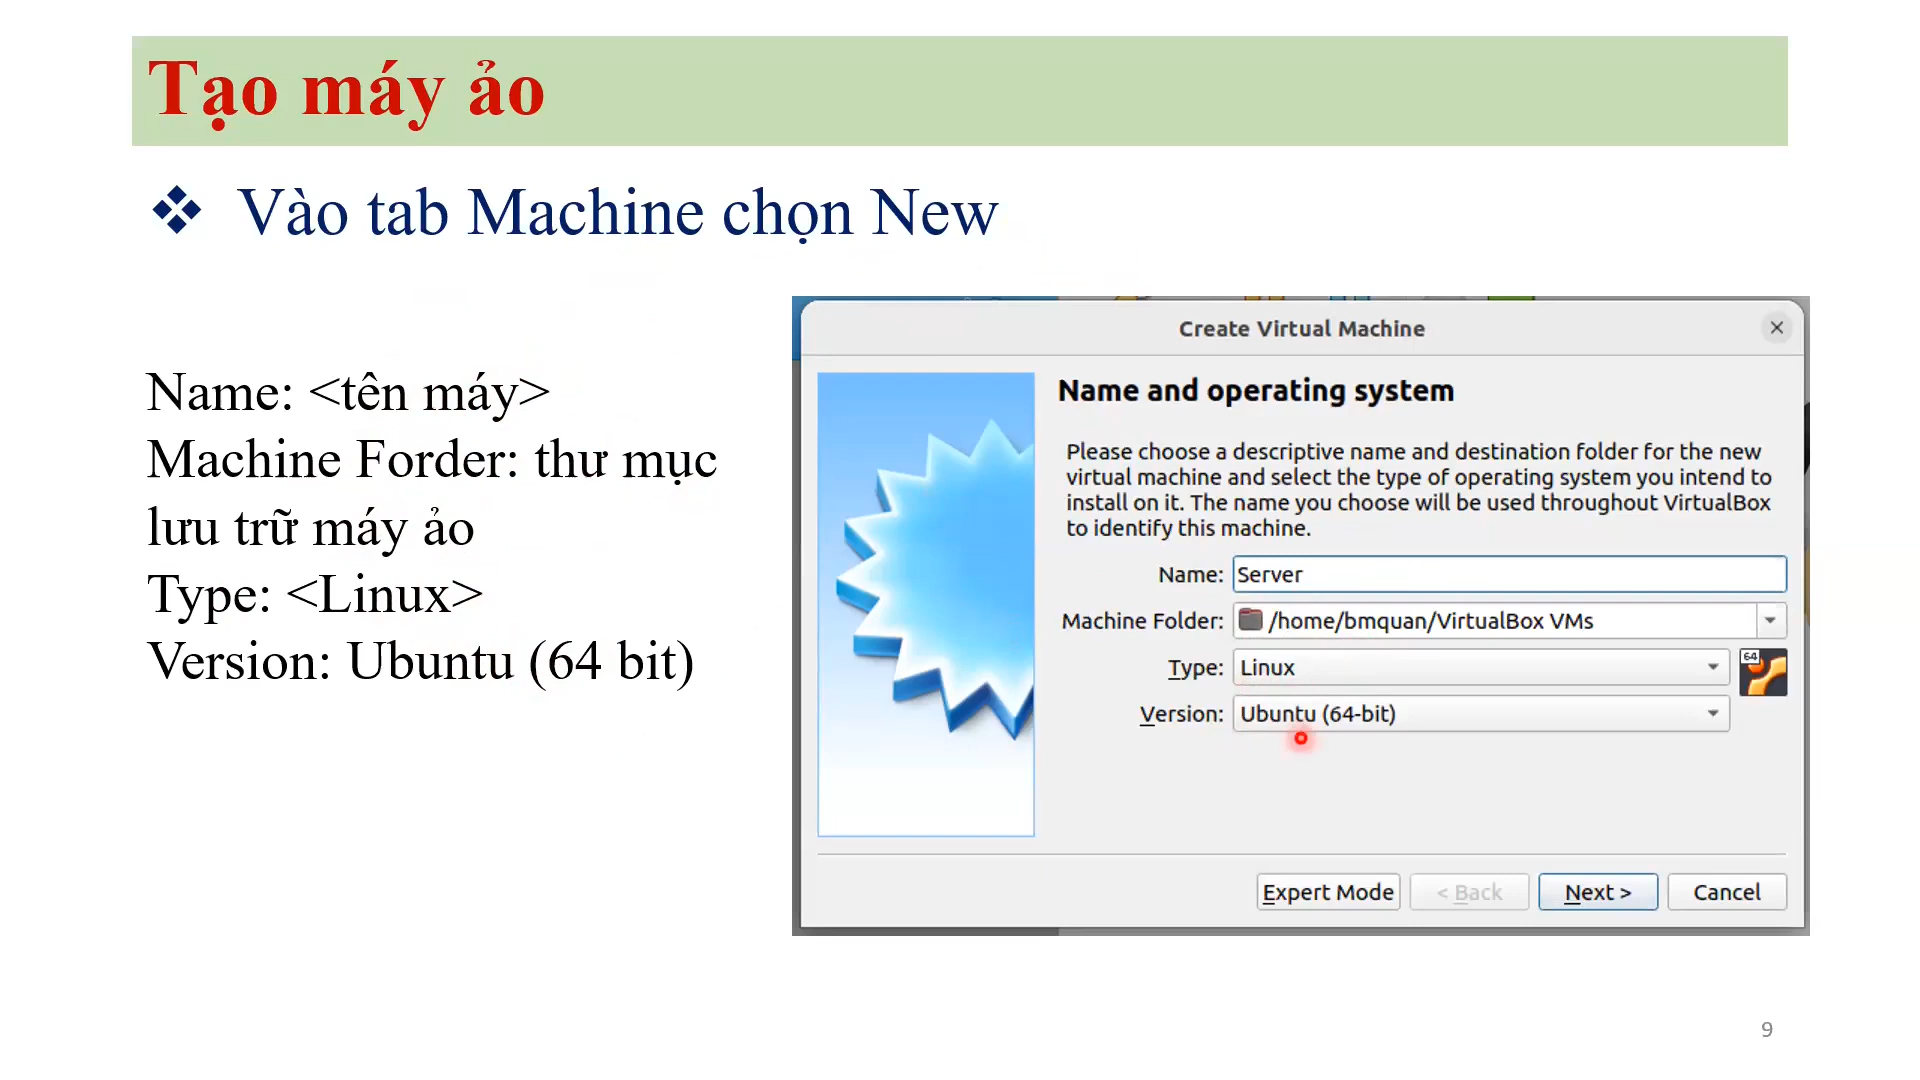 Tạo máy ảo
❖ Vào tab Machine chọn New
Name: <tên máy>
Machine Forder: thư mục
lưu trữ máy ảo
Type: <Linux>
Version: Ubuntu (64 bit)
Create Virtual Machine
Name and operating system
Please choose a descriptive name and destination folder for the new
virtual machine and select the type of operating system you intend to
install on it. The name you choose will be used throughout VirtualBox
to identify this machine.
Name: Server
Machine Folder: /home/bmquan/VirtualBox VMs
Type: Linux
64
Version: Ubuntu (64-bit)
Expert Mode < Back Next > Cancel
9